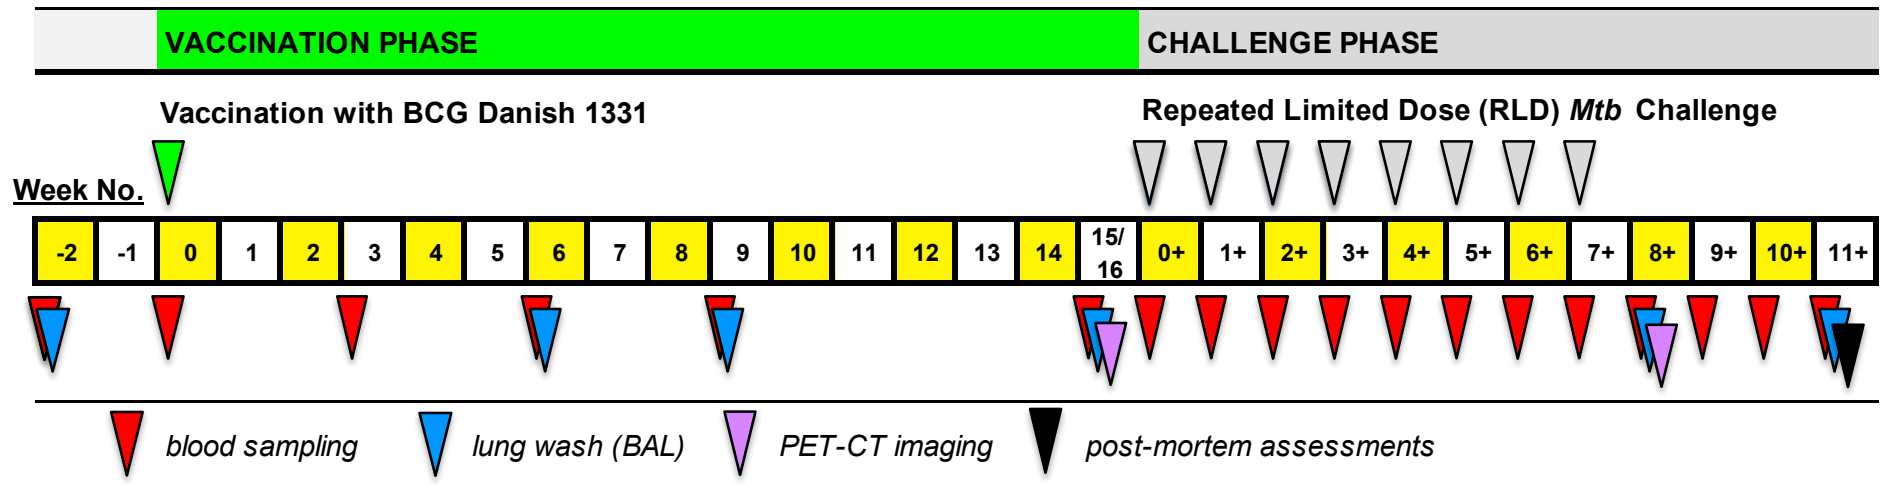 VACCINATION PHASE CHALLENGE PHASE
Vaccination with BCG Danish 1331 Repeated Limited Dose (RLD) Mtb Challenge
Week No.
-2 -1 0 1 2 3 4 5 6 7 8 9 10 11 12 13 14 15/16 0+ 1+ 2+ 3+ 4+ 5+ 6+ 7+ 8+ 9+ 10+ 11+
blood sampling lung wash (BAL) PET-CT imaging post-mortem assessments